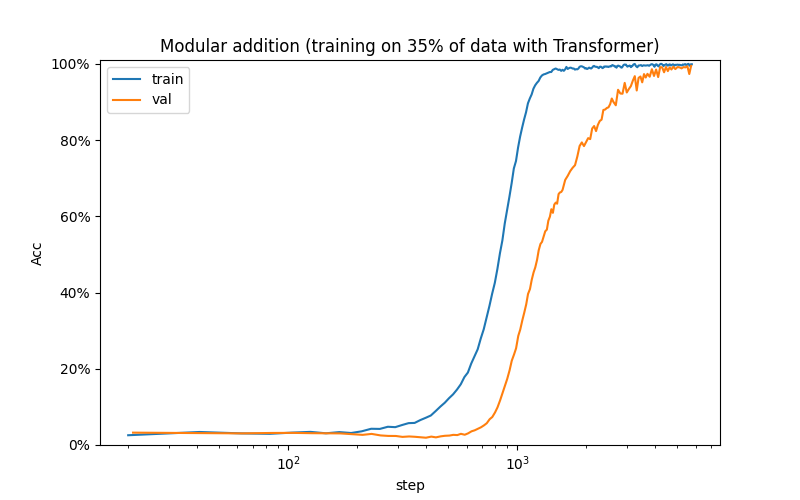 Modular addition (training on 35% of data with Transformer)
100%
80%
60%
40%
20%
0%
Acc
train
val
10²
10³
step